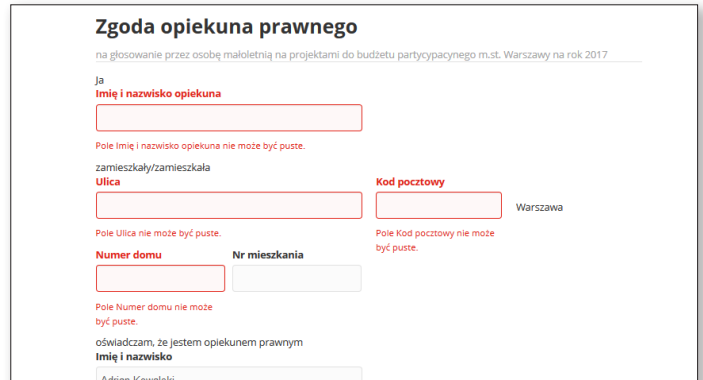 Zgoda opiekuna prawnego
na głosowanie przez osobę małoletnią na projektami do budżetu partycypacynego m.st. Warszawy na rok 2017
Ja
Imię i nazwisko opiekuna
Pole Imię i nazwisko opiekuna nie może być puste.
zamieszkały/zamieszkała
Ulica
Kod pocztowy
Warszawa
Pole Ulica nie może być puste.
Pole Kod pocztowy nie może
być puste.
Numer domu
Nr mieszkania
Pole Numer domu nie może
być puste.
oświadczam, że jestem opiekunem prawnym
Imię i nazwisko
Adrian Kowalski